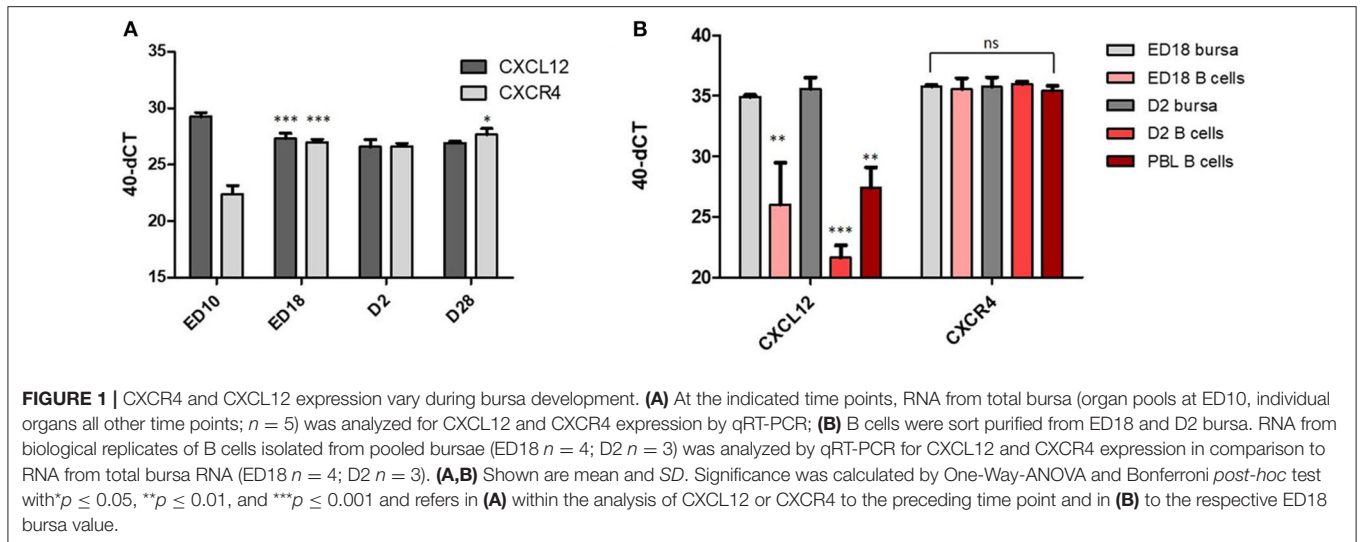 A
35
30
25
20
15
40-dCT
CXCL12
CXCR4
*** ***
*
ED10
ED18
D2
D28
B
40
35
30
25
20
40-dCT
ns
**
***
**
CXCL12
CXCR4
ED18 bursa
ED18 B cells
D2 bursa
D2 B cells
PBL B cells
FIGURE 1 | CXCR4 and CXCL12 expression vary during bursa development. (A) At the indicated time points, RNA from total bursa (organ pools at ED10, individual
organs all other time points; n = 5) was analyzed for CXCL12 and CXCR4 expression by qRT-PCR; (B) B cells were sort purified from ED18 and D2 bursa. RNA from
biological replicates of B cells isolated from pooled bursae (ED18 n = 4; D2 n = 3) was analyzed by qRT-PCR for CXCL12 and CXCR4 expression in comparison to
RNA from total bursa RNA (ED18 n = 4; D2 n = 3). (A,B) Shown are mean and SD. Significance was calculated by One-Way-ANOVA and Bonferroni post-hoc test
with*p ≤ 0.05, **p ≤ 0.01, and ***p ≤ 0.001 and refers in (A) within the analysis of CXCL12 or CXCR4 to the preceding time point and in (B) to the respective ED18
bursa value.